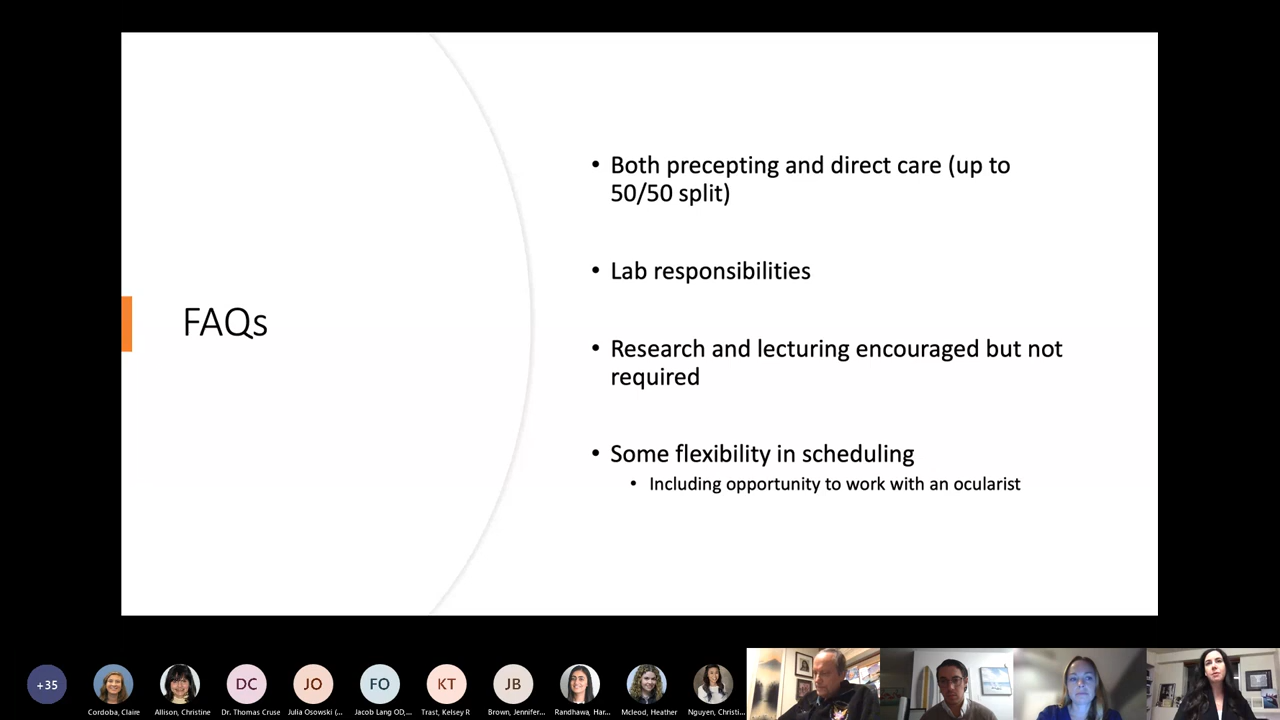 FAQs
• Both precepting and direct care (up to
50/50 split)
• Lab responsibilities
• Research and lecturing encouraged but not
required
• Some flexibility in scheduling
• Including opportunity to work with an ocularist
+35
DC
JO
FO
KT
JB
Cordoba, Claire
Allison, Christine
Dr. Thomas Cruse
Julia Osowski (...
Jacob Lang OD,...
Trast, Kelsey R
Brown, Jennifer...
Randhawa, Har...
Mcleod, Heather
Nguyen, Christi...